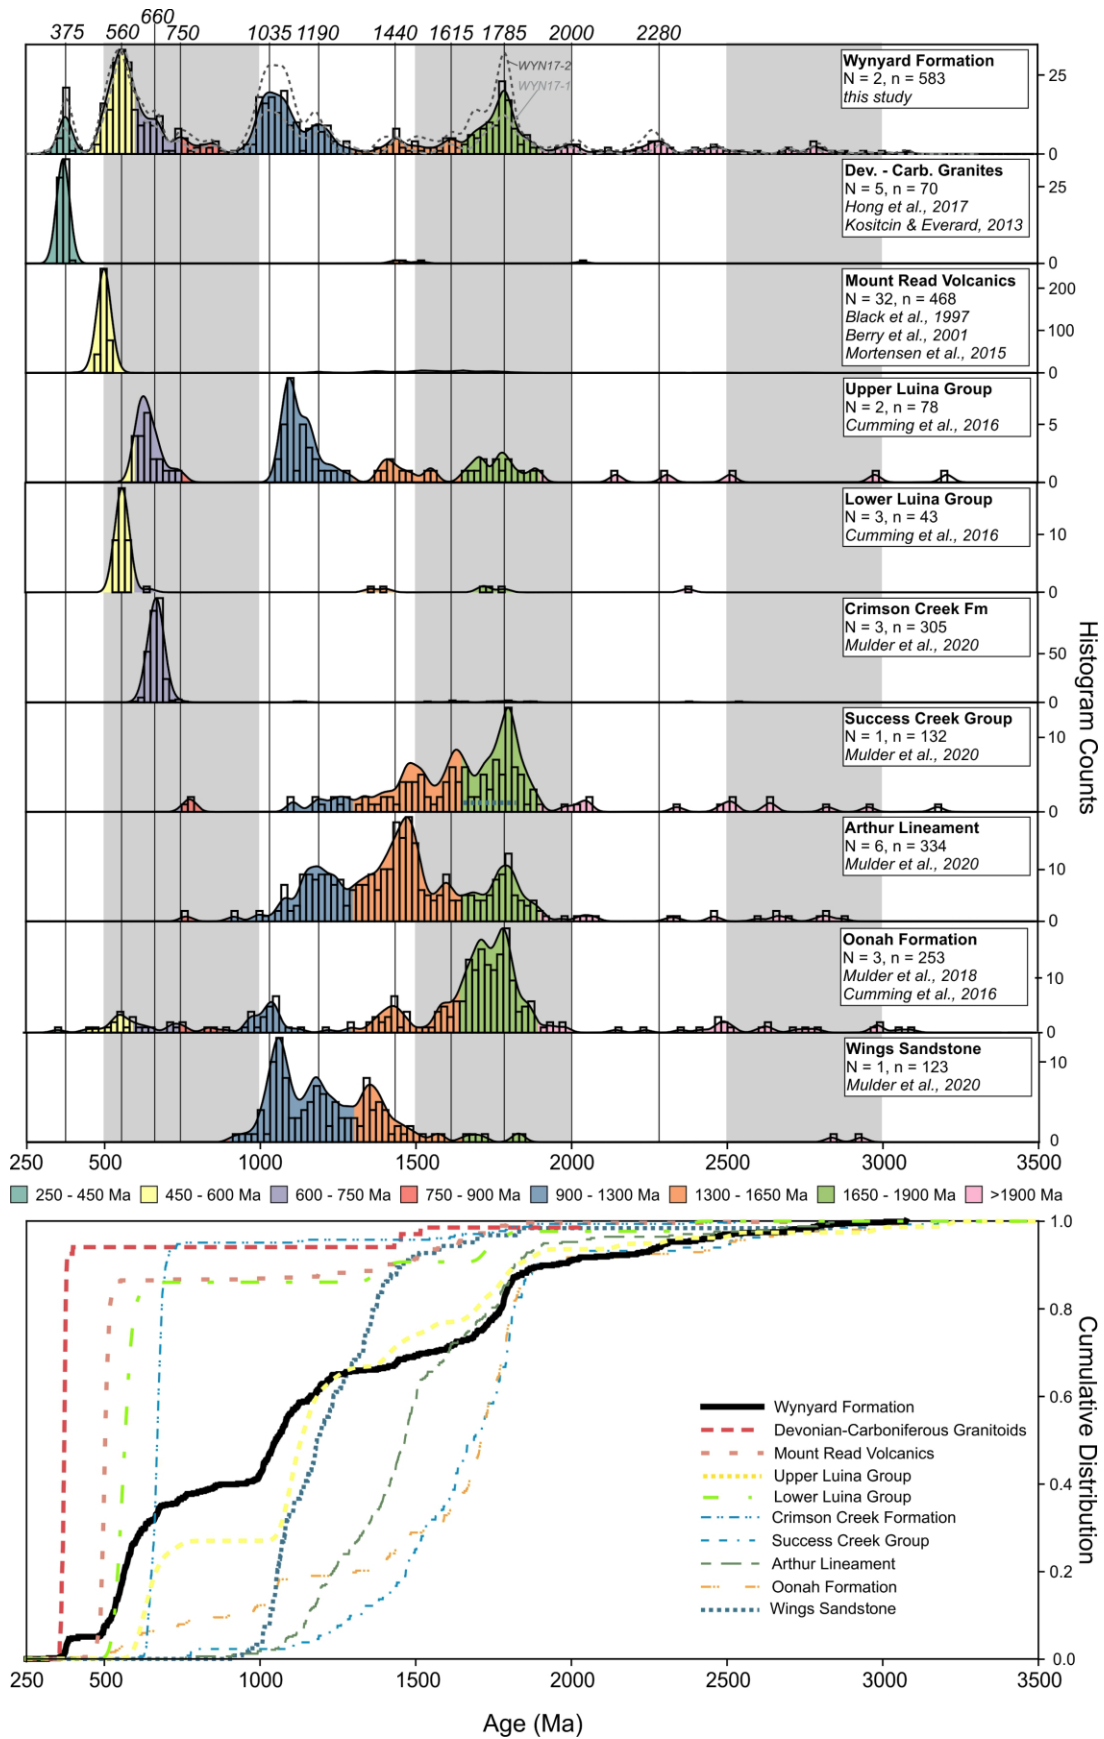 375 560 660 750 1035 1190 1440 1615 1785 2000 2280
Wynyard Formation
N = 2, n = 583
this study
WYN17-2
WYN17-1
25
0
Dev. - Carb. Granites
N = 5, n = 70
Hong et al., 2017
Kositcin & Everard, 2013
25
0
Mount Read Volcanics
N = 32, n = 468
Black et al., 1997
Berry et al., 2001
Mortensen et al., 2015
200
100
0
Upper Luina Group
N = 2, n = 78
Cumming et al., 2016
5
0
Lower Luina Group
N = 3, n = 43
Cumming et al., 2016
10
0
Crimson Creek Fm
N = 3, n = 305
Mulder et al., 2020
50
0
Success Creek Group
N = 1, n = 132
Mulder et al., 2020
10
0
Arthur Lineament
N = 6, n = 334
Mulder et al., 2020
10
0
Oonah Formation
N = 3, n = 253
Mulder et al., 2018
Cumming et al., 2016
10
0
Wings Sandstone
N = 1, n = 123
Mulder et al., 2020
10
0
Histogram Counts
250 500 1000 1500 2000 2500 3000 3500
250 - 450 Ma 450 - 600 Ma 600 - 750 Ma 750 - 900 Ma 900 - 1300 Ma 1300 - 1650 Ma 1650 - 1900 Ma >1900 Ma
1.0
0.8
0.6
0.4
0.2
0.0
Cumulative Distribution
Wynyard Formation
Devonian-Carboniferous Granitoids
Mount Read Volcanics
Upper Luina Group
Lower Luina Group
Crimson Creek Formation
Success Creek Group
Arthur Lineament
Oonah Formation
Wings Sandstone
250 500 1000 1500 2000 2500 3000 3500
Age (Ma)